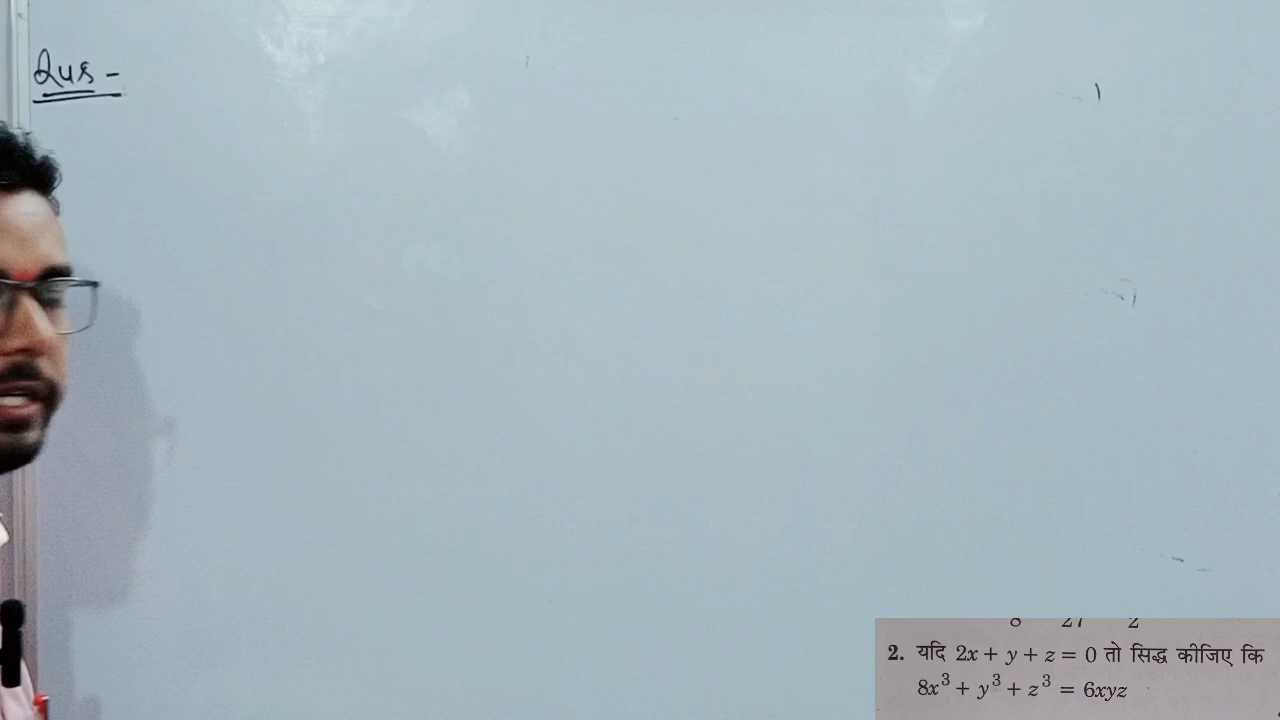 Qus -
2. यदि 2x + y + z = 0 तो सिद्ध कीजिए कि
8x³ + y³ + z³ = 6xyz